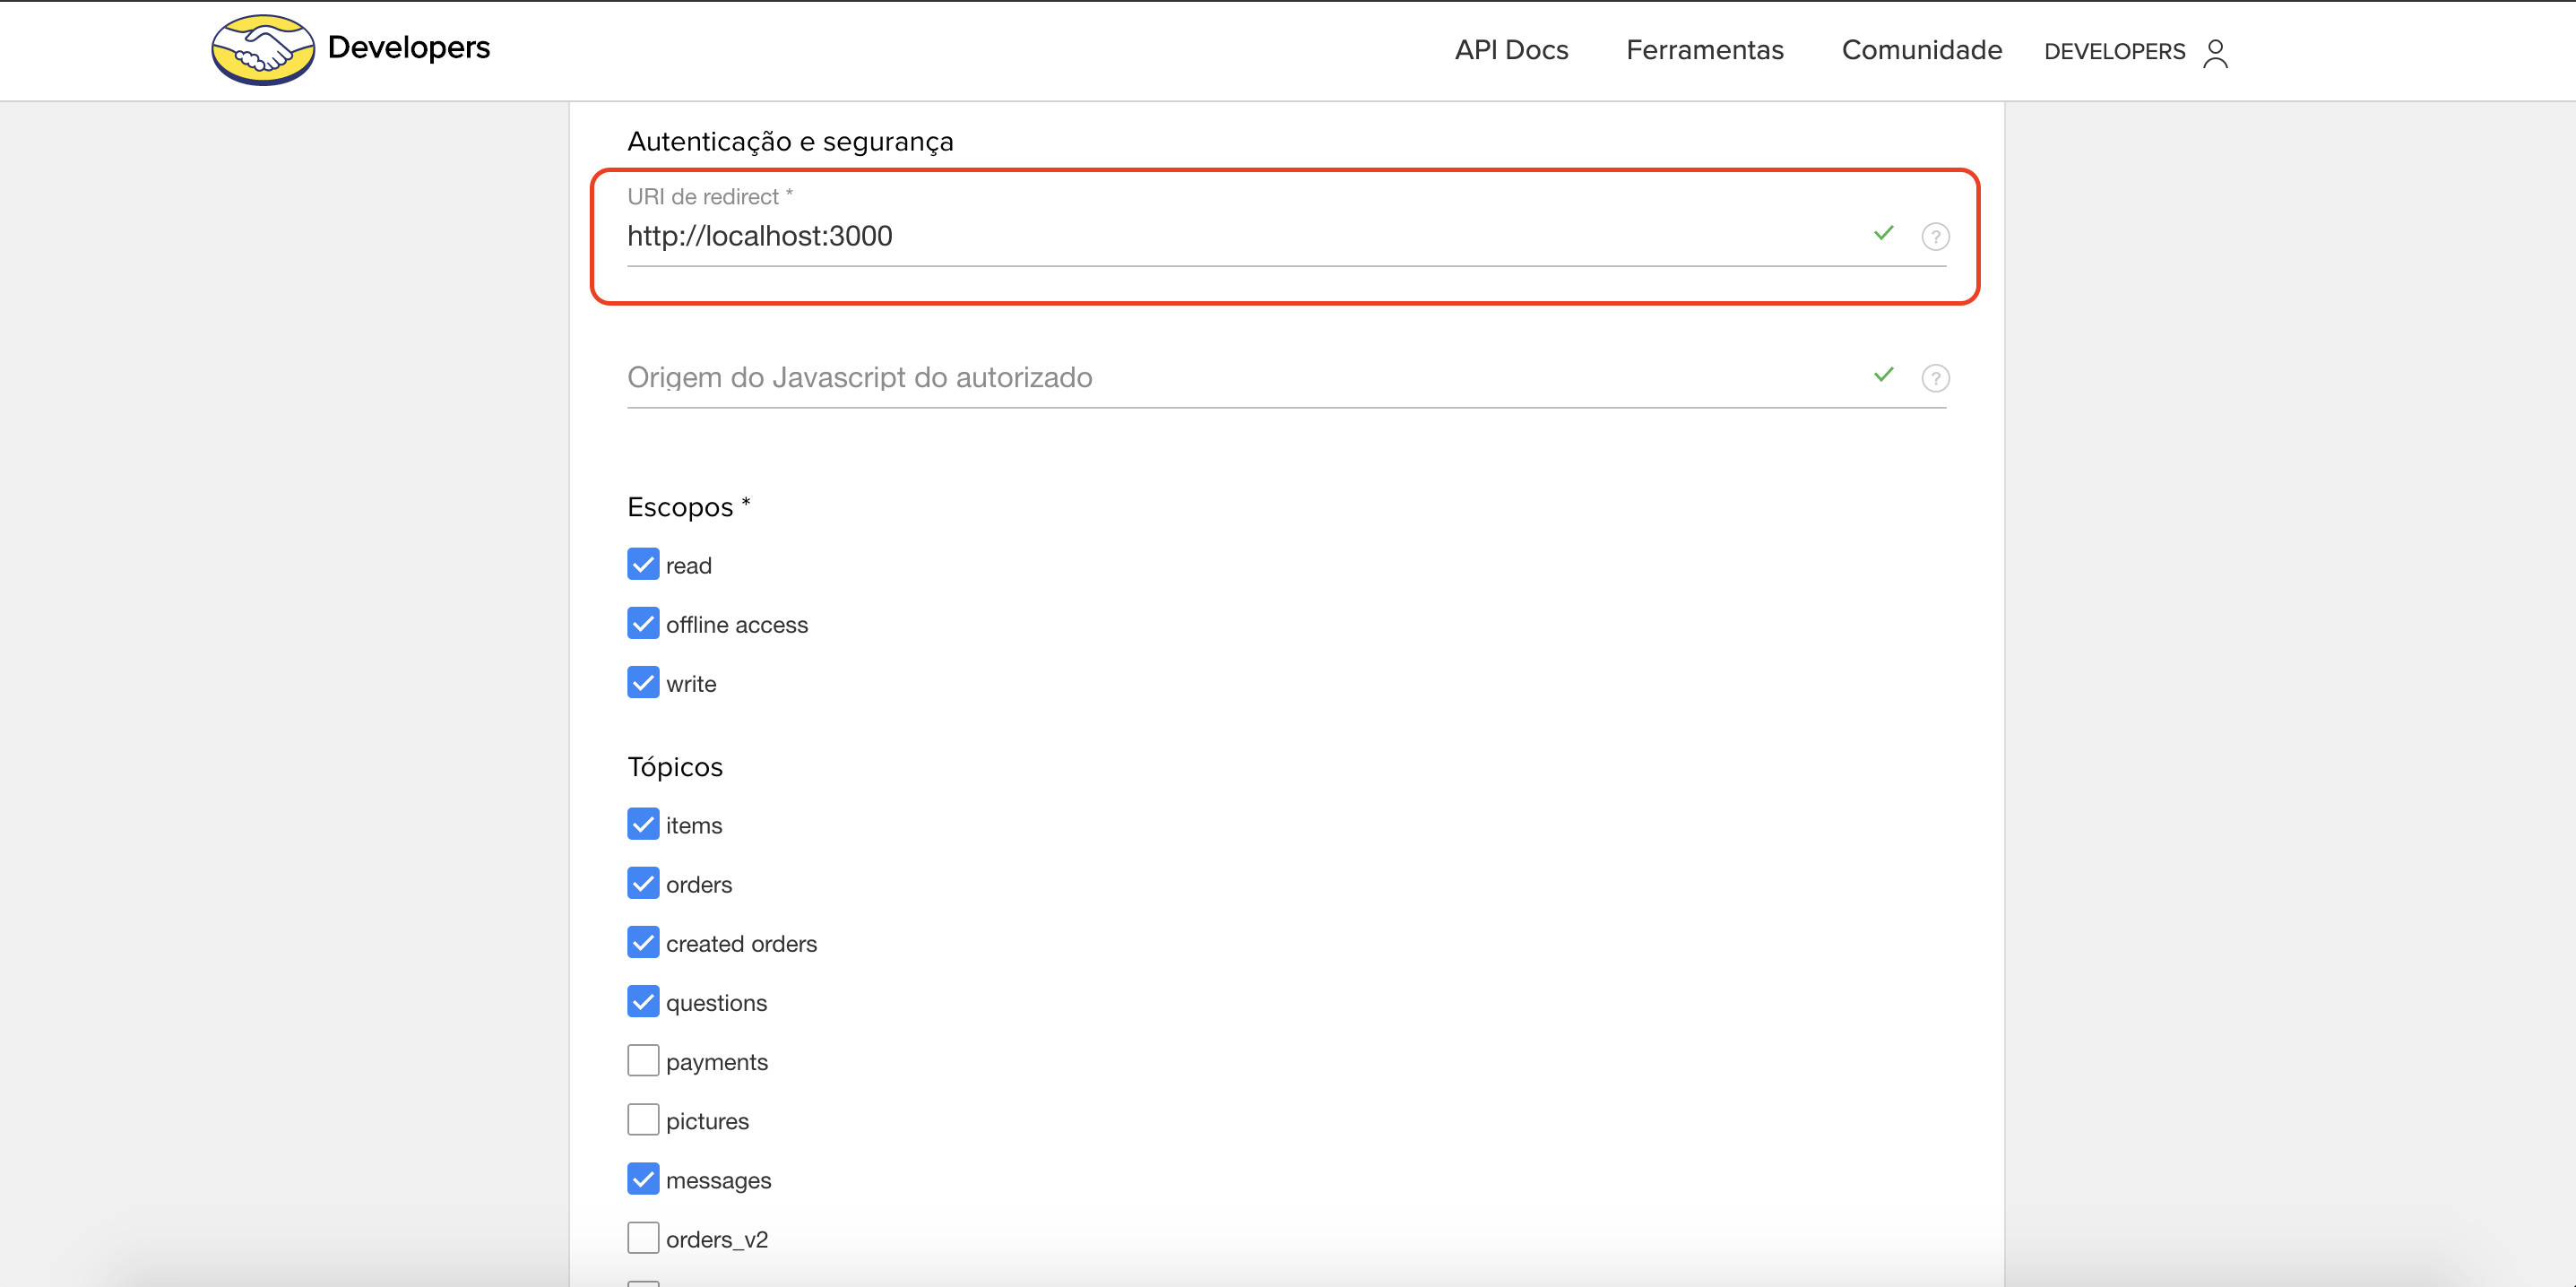 Developers
API Docs
Ferramentas
Comunidade
DEVELOPERS
Autenticação e segurança
URI de redirect *
http://localhost:3000
?
Origem do Javascript do autorizado
?
Escopos *
read
offline access
write
Tópicos
items
orders
created orders
questions
payments
pictures
messages
orders_v2